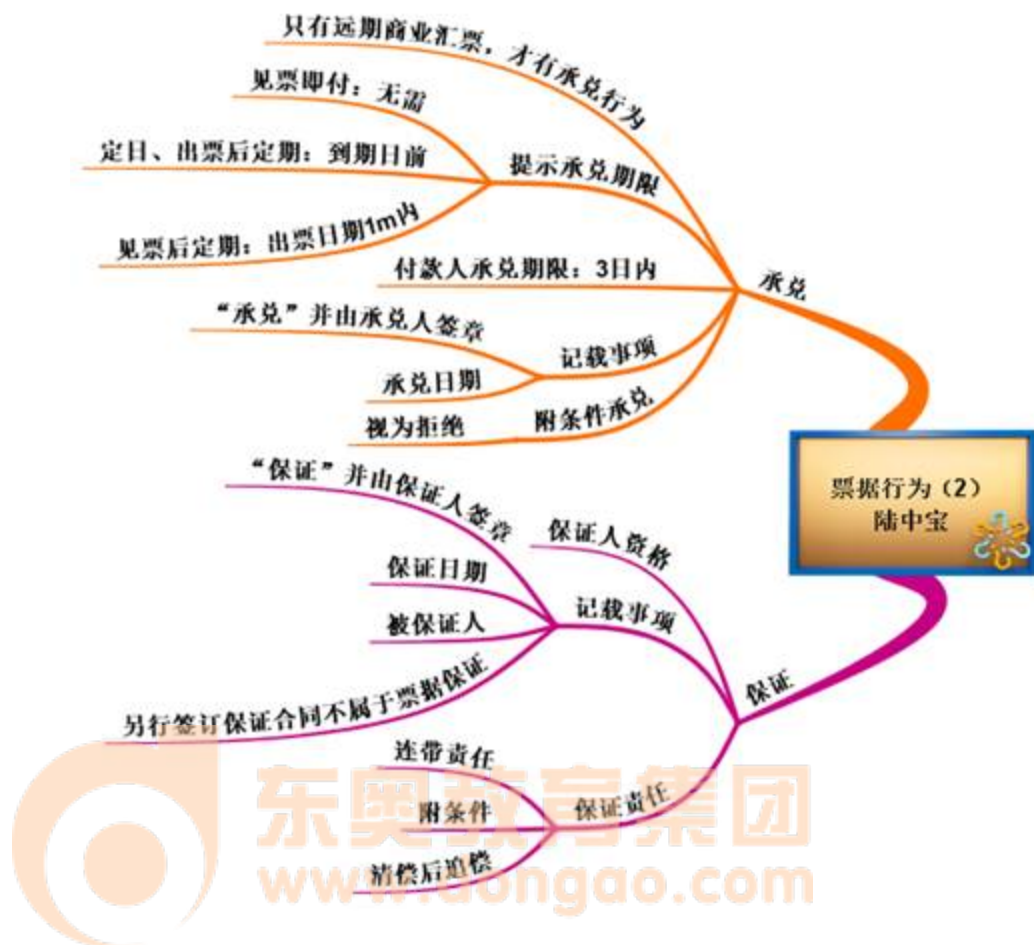 只有远期商业汇票，才有承兑行为
见票即付：无需
定日、出票后定期：到期日前
提示承兑期限
见票后定期：出票日期1m内
付款人承兑期限：3日内
承兑
“承兑”并由承兑人签章
记载事项
承兑日期
附条件承兑
视为拒绝
票据行为（2）
陆中宝
“保证”并由保证人签章
保证人资格
保证日期
记载事项
被保证人
另行签订保证合同不属于票据保证
保证
连带责任
附条件
保证责任
清偿后追偿
东奥教育集团
www.dongao.com